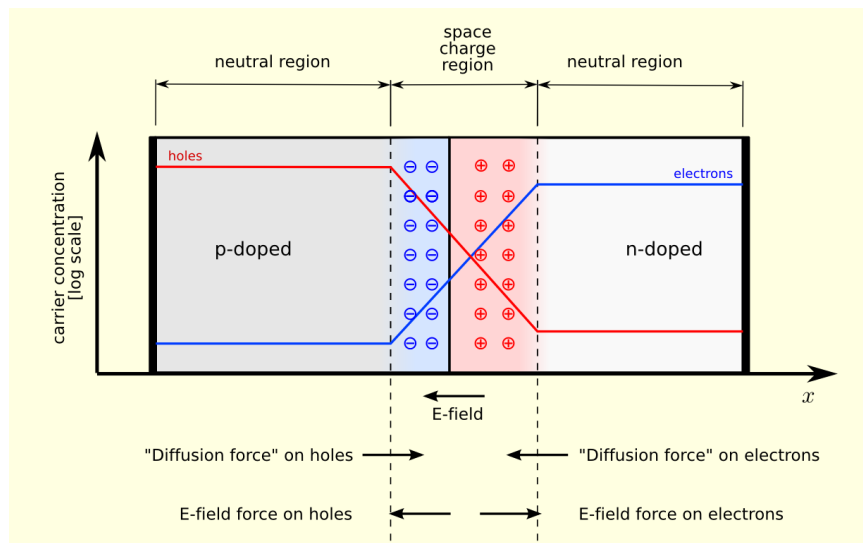 space
charge
region
neutral region
neutral region
holes
electrons
carrier concentration
[log scale]
p-doped
n-doped
x
E-field
"Diffusion force" on holes
"Diffusion force" on electrons
E-field force on holes
E-field force on electrons